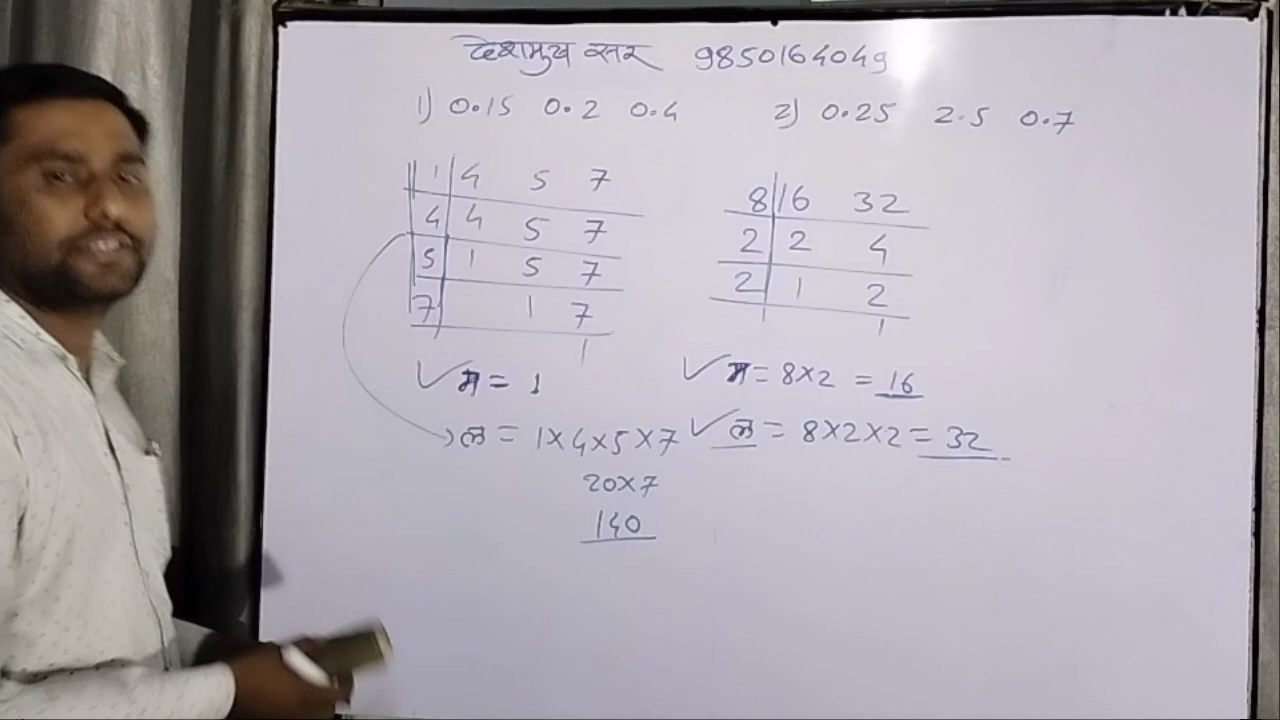 देशमुख सर 9850164049
1) 0.15 0.2 0.4
2) 0.25 2.5 0.7
1 4 5 7
4 4 5 7
5 1 5 7
7 1 7
1
म = 1
ल = 1×4×5×7
20×7
140
8 16 32
2 2 4
2 1 2
1
म = 8×2 = 16
ल = 8×2×2 = 32